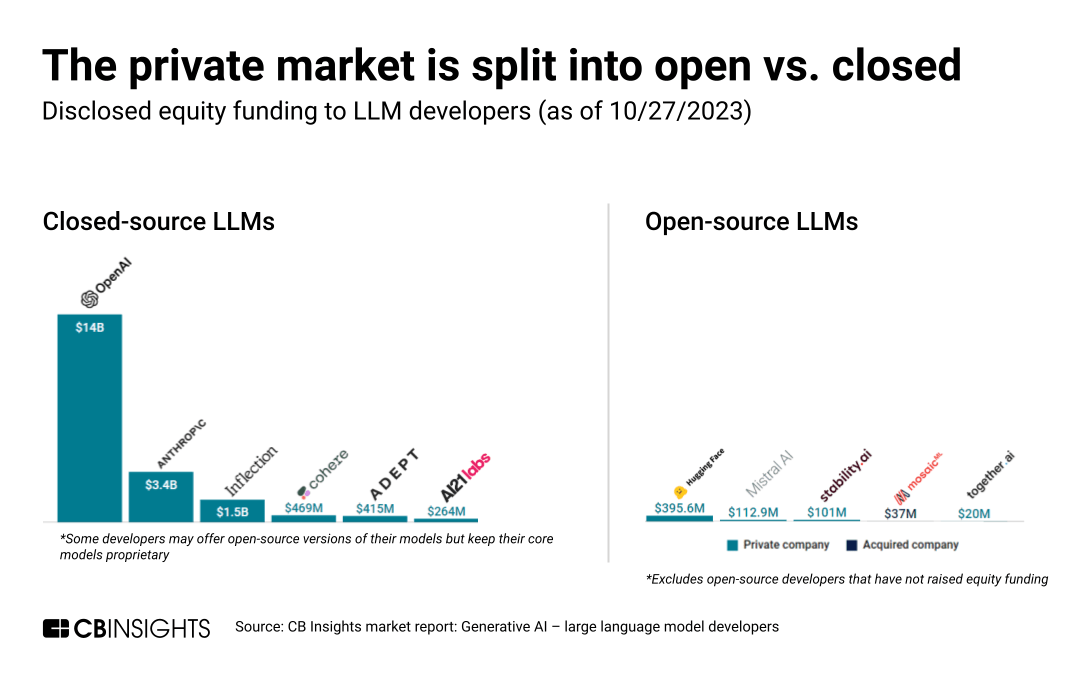 The private market is split into open vs. closed
Disclosed equity funding to LLM developers (as of 10/27/2023)
Closed-source LLMs
OpenAI
$14B
ANTHROP\C
$3.4B
Inflection
$1.5B
cohere
$469M
ADEPT
$415M
AI21labs
$264M
*Some developers may offer open-source versions of their models but keep their core
models proprietary
Open-source LLMs
Hugging Face
$395.6M
Mistral AI
$112.9M
stability.ai
$101M
mosaicML
$37M
together.ai
$20M
Private company
Acquired company
*Excludes open-source developers that have not raised equity funding
CBINSIGHTS
Source: CB Insights market report: Generative AI – large language model developers